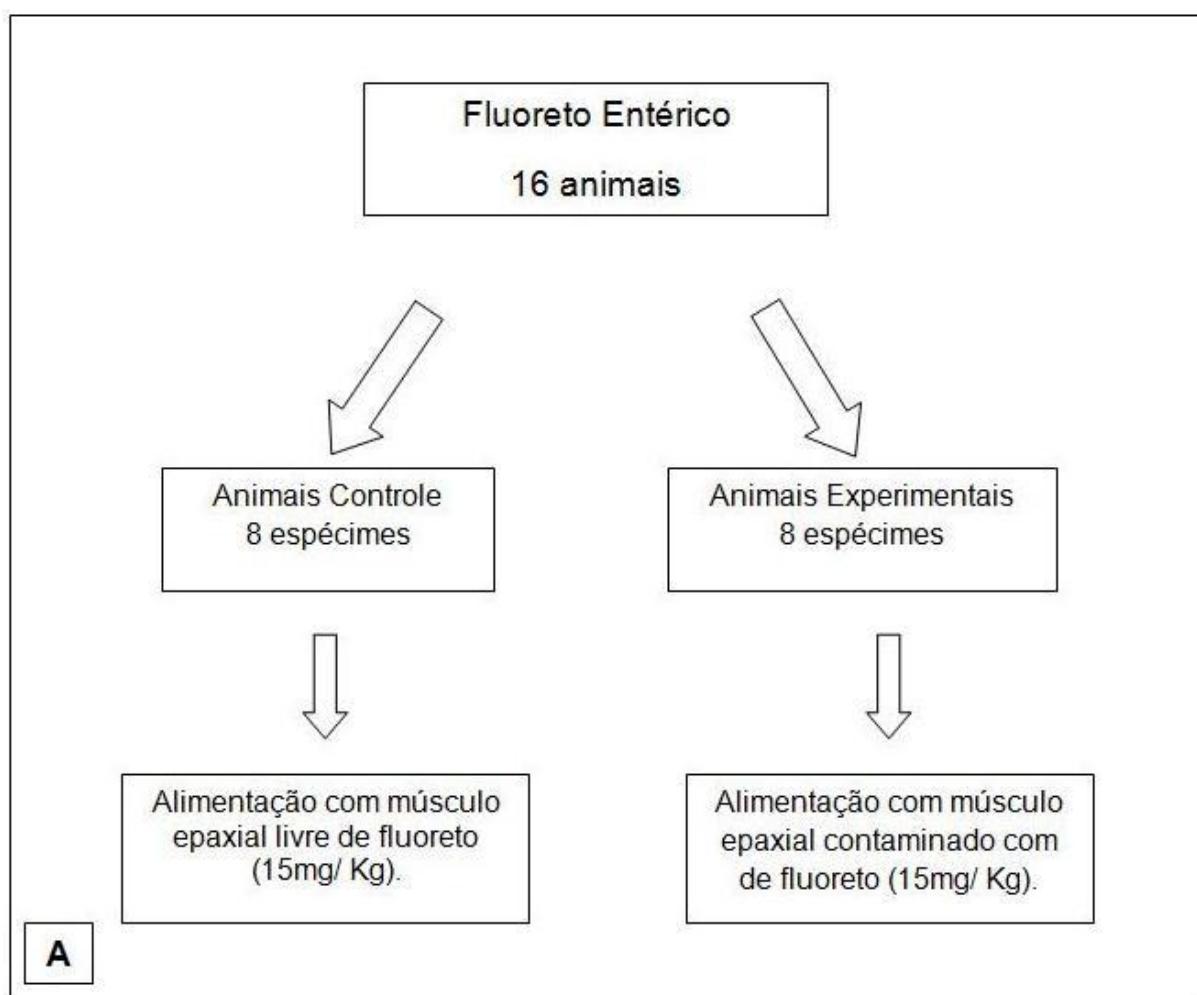 Fluoreto Entérico
16 animais
Animais Controle
8 espécimes
Animais Experimentais
8 espécimes
Alimentação com músculo
epaxial livre de fluoreto
(15mg/ Kg).
Alimentação com músculo
epaxial contaminado com
de fluoreto (15mg/ Kg).
A